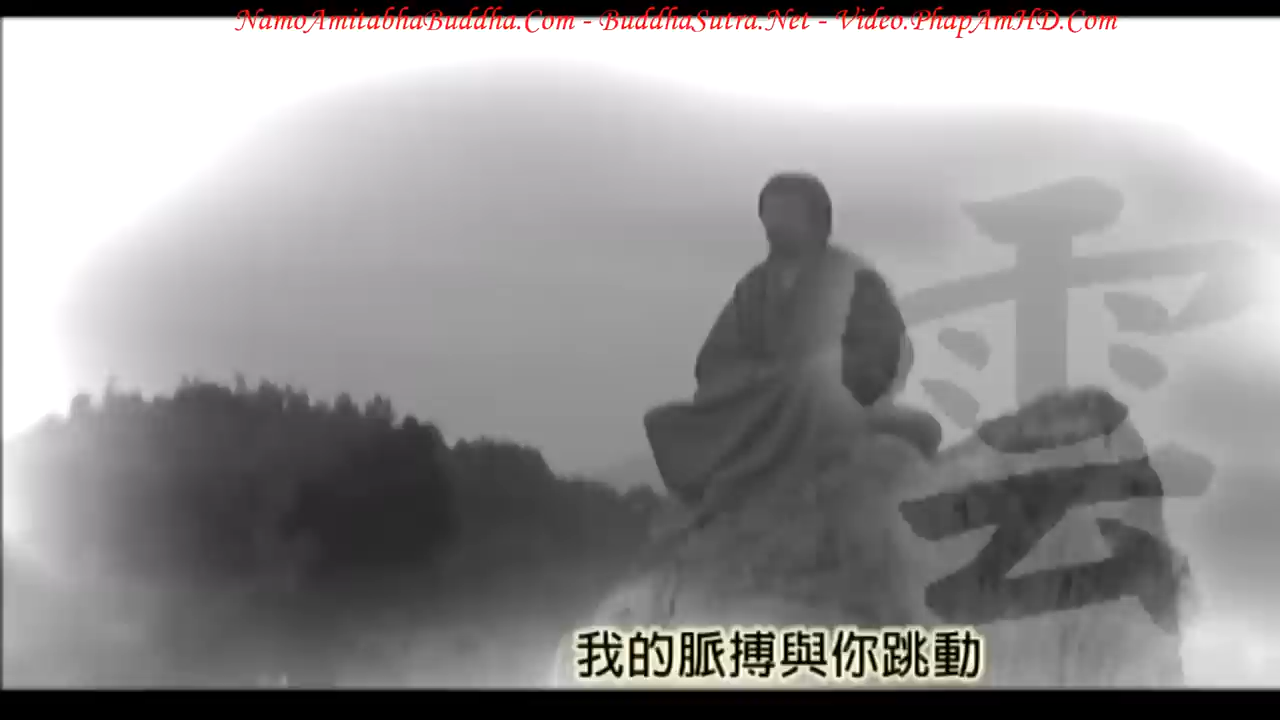 NamoAmitabhaBuddha.Com - BuddhaSutra.Net - Video.PhapAmHD.Com
雲
我的脈搏與你跳動